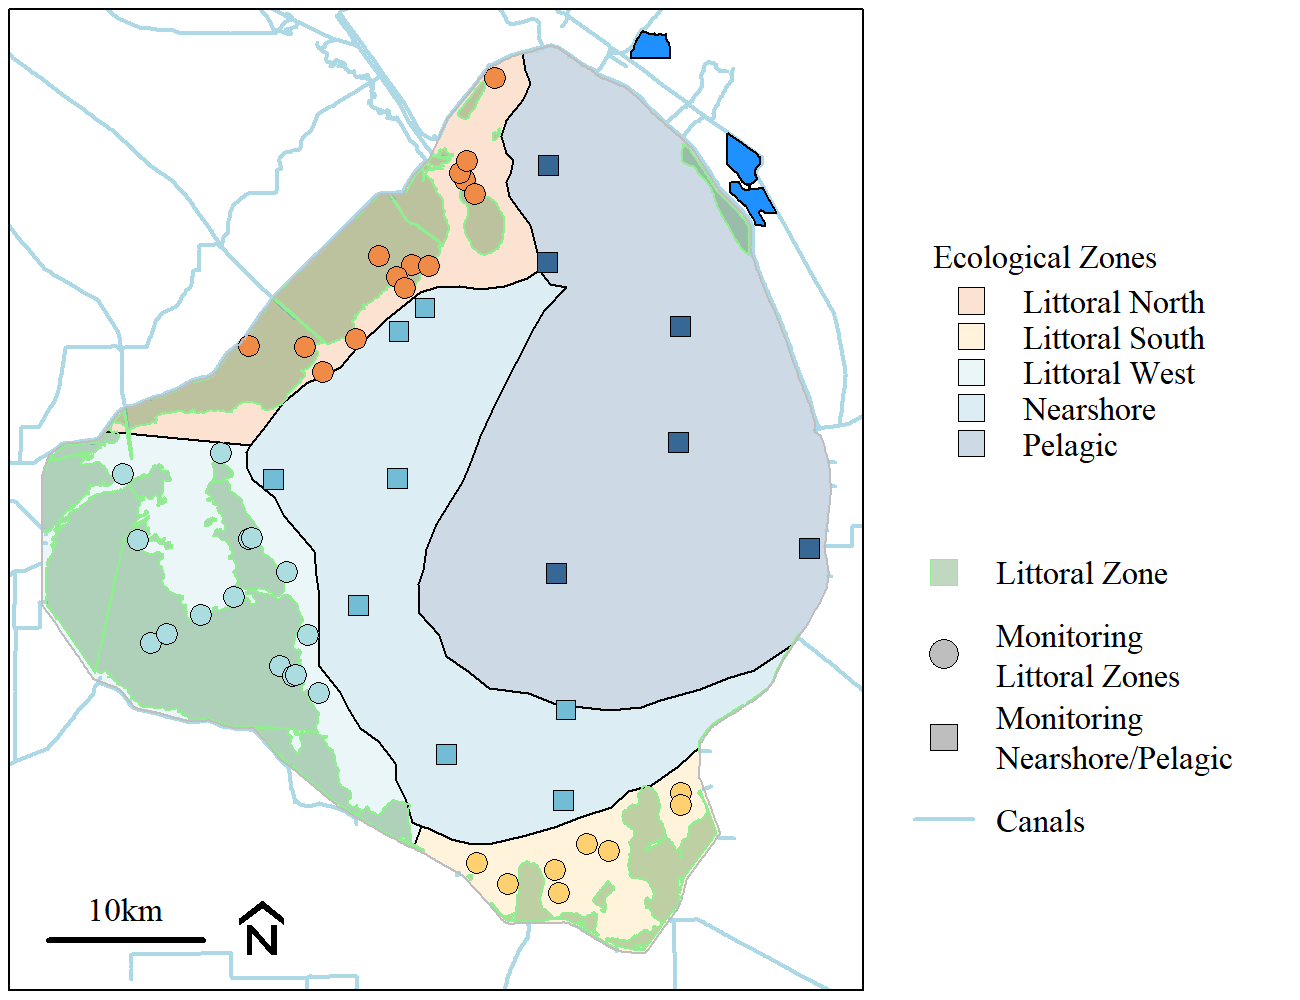 Ecological Zones
Littoral North
Littoral South
Littoral West
Nearshore
Pelagic
Littoral Zone
Monitoring
Littoral Zones
Monitoring
Nearshore/Pelagic
Canals
10km
N